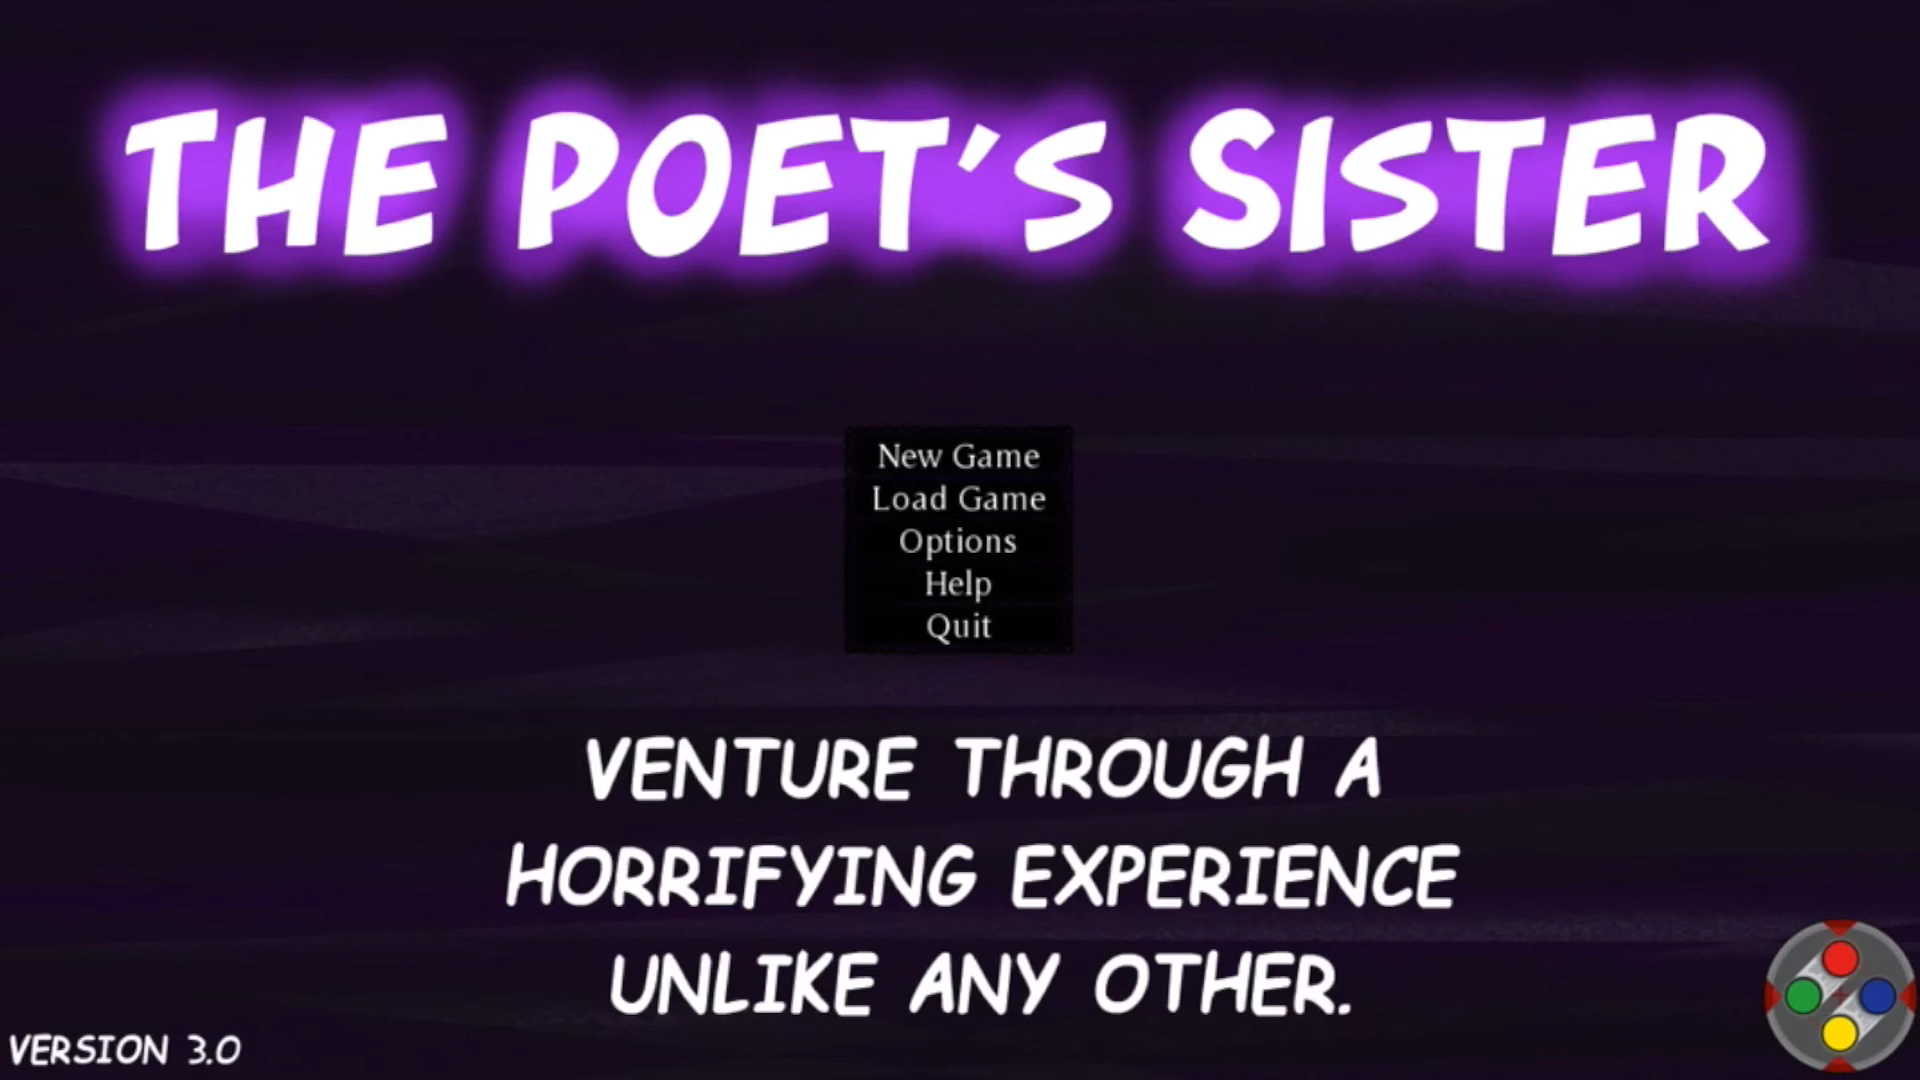 THE POET'S SISTER
New Game
Load Game
Options
Help
Quit
VENTURE THROUGH A
HORRIFYING EXPERIENCE
UNLIKE ANY OTHER.
VERSION 3.0